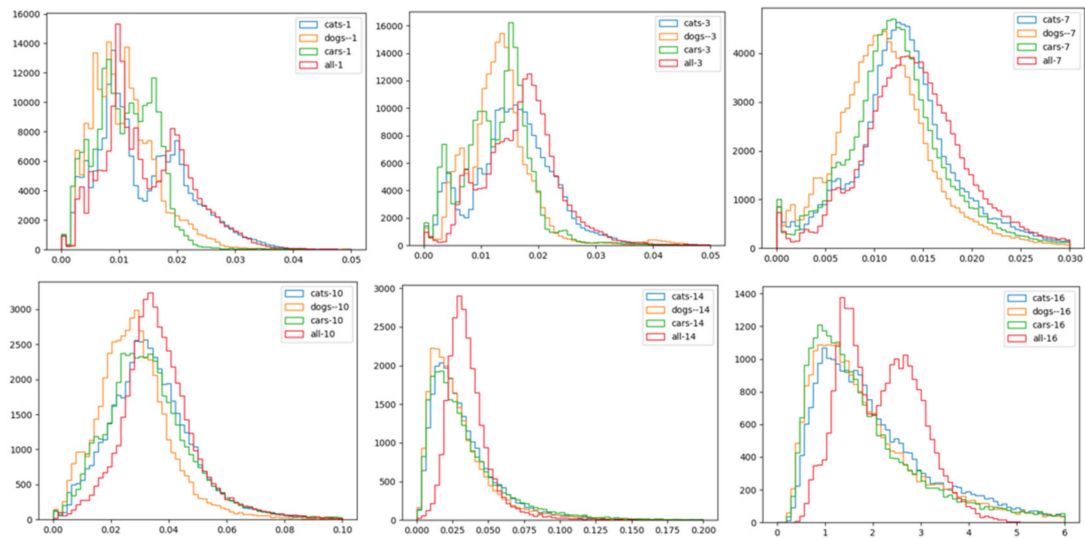 16000
14000
12000
10000
8000
6000
4000
2000
0
0.00 0.01 0.02 0.03 0.04 0.05
cats-1
dogs--1
cars-1
all-1
16000
14000
12000
10000
8000
6000
4000
2000
0
0.00 0.01 0.02 0.03 0.04 0.05
cats-3
dogs--3
cars-3
all-3
4000
3000
2000
1000
0
0.000 0.005 0.010 0.015 0.020 0.025 0.030
cats-7
dogs--7
cars-7
all-7
3000
2500
2000
1500
1000
500
0
0.00 0.02 0.04 0.06 0.08 0.10
cats-10
dogs--10
cars-10
all-10
3000
2500
2000
1500
1000
500
0
0.000 0.025 0.050 0.075 0.100 0.125 0.150 0.175 0.200
cats-14
dogs--14
cars-14
all-14
1400
1200
1000
800
600
400
200
0
0 1 2 3 4 5 6
cats-16
dogs--16
cars-16
all-16